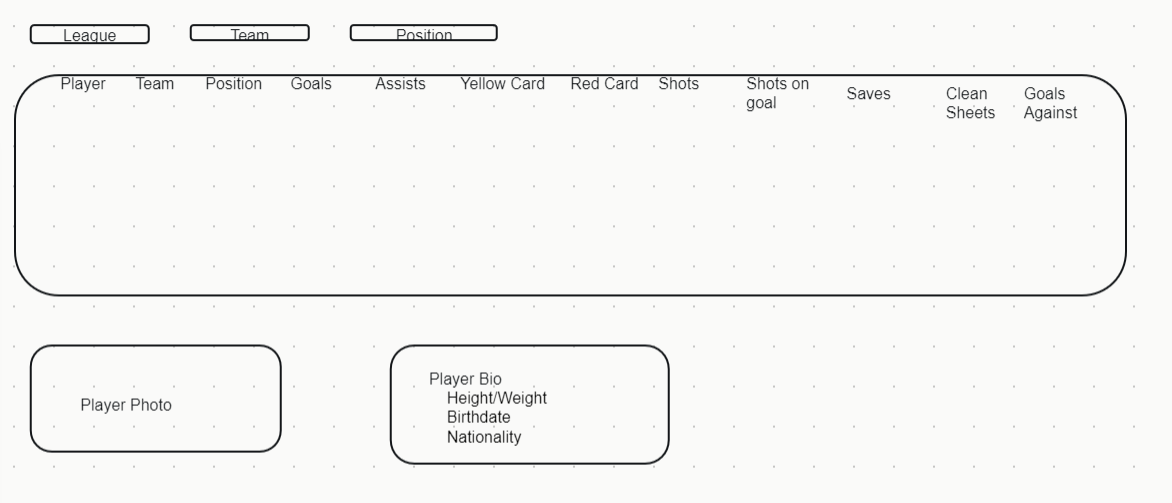 League Team Position
Player Team Position Goals Assists Yellow Card Red Card Shots Shots on goal Saves Clean Sheets Goals Against
Player Photo
Player Bio
Height/Weight
Birthdate
Nationality